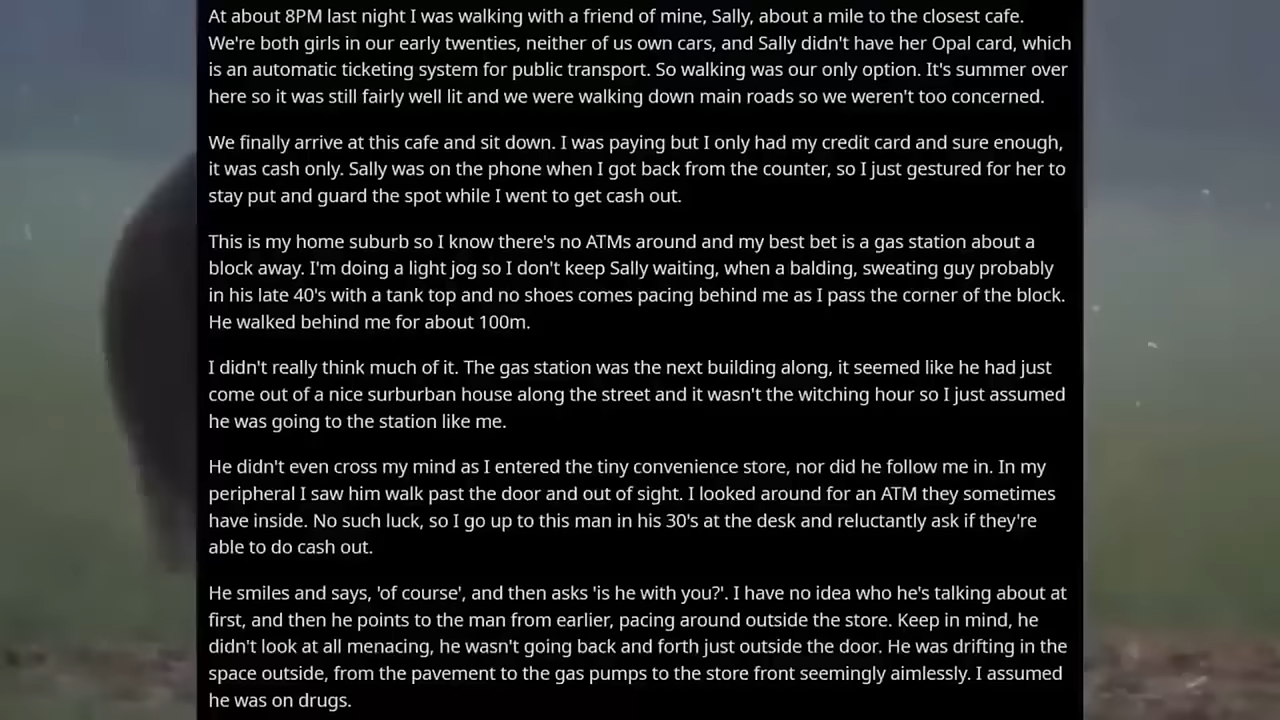 At about 8PM last night I was walking with a friend of mine, Sally, about a mile to the closest cafe.
We're both girls in our early twenties, neither of us own cars, and Sally didn't have her Opal card, which
is an automatic ticketing system for public transport. So walking was our only option. It's summer over
here so it was still fairly well lit and we were walking down main roads so we weren't too concerned.
We finally arrive at this cafe and sit down. I was paying but I only had my credit card and sure enough,
it was cash only. Sally was on the phone when I got back from the counter, so I just gestured for her to
stay put and guard the spot while I went to get cash out.
This is my home suburb so I know there's no ATMs around and my best bet is a gas station about a
block away. I'm doing a light jog so I don't keep Sally waiting, when a balding, sweating guy probably
in his late 40's with a tank top and no shoes comes pacing behind me as I pass the corner of the block.
He walked behind me for about 100m.
I didn't really think much of it. The gas station was the next building along, it seemed like he had just
come out of a nice surburban house along the street and it wasn't the witching hour so I just assumed
he was going to the station like me.
He didn't even cross my mind as I entered the tiny convenience store, nor did he follow me in. In my
peripheral I saw him walk past the door and out of sight. I looked around for an ATM they sometimes
have inside. No such luck, so I go up to this man in his 30's at the desk and reluctantly ask if they're
able to do cash out.
He smiles and says, 'of course', and then asks 'is he with you?'. I have no idea who he's talking about at
first, and then he points to the man from earlier, pacing around outside the store. Keep in mind, he
didn't look at all menacing, he wasn't going back and forth just outside the door. He was drifting in the
space outside, from the pavement to the gas pumps to the store front seemingly aimlessly. I assumed
he was on drugs.